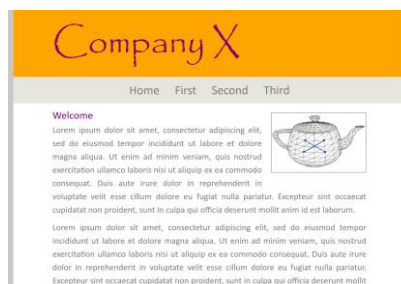 Company X
Home First Second Third
Welcome
Lorem ipsum dolor sit amet, consectetur adipiscing elit,
sed do eiusmod tempor incididunt ut labore et dolore
magna aliqua. Ut enim ad minim veniam, quis nostrud
exercitation ullamco laboris nisi ut aliquip ex ea commodo
consequat. Duis aute irure dolor in reprehenderit in
voluptate velit esse cillum dolore eu fugiat nulla pariatur. Excepteur sint occaecat
cupidatat non proident, sunt in culpa qui officia deserunt mollit anim id est laborum.
Lorem ipsum dolor sit amet, consectetur adipiscing elit, sed do eiusmod tempor
incididunt ut labore et dolore magna aliqua. Ut enim ad minim veniam, quis nostrud
exercitation ullamco laboris nisi ut aliquip ex ea commodo consequat. Duis aute irure
dolor in reprehenderit in voluptate velit esse cillum dolore eu fugiat nulla pariatur.
Excepteur sint occaecat cupidatat non proident, sunt in culpa qui officia deserunt mollit